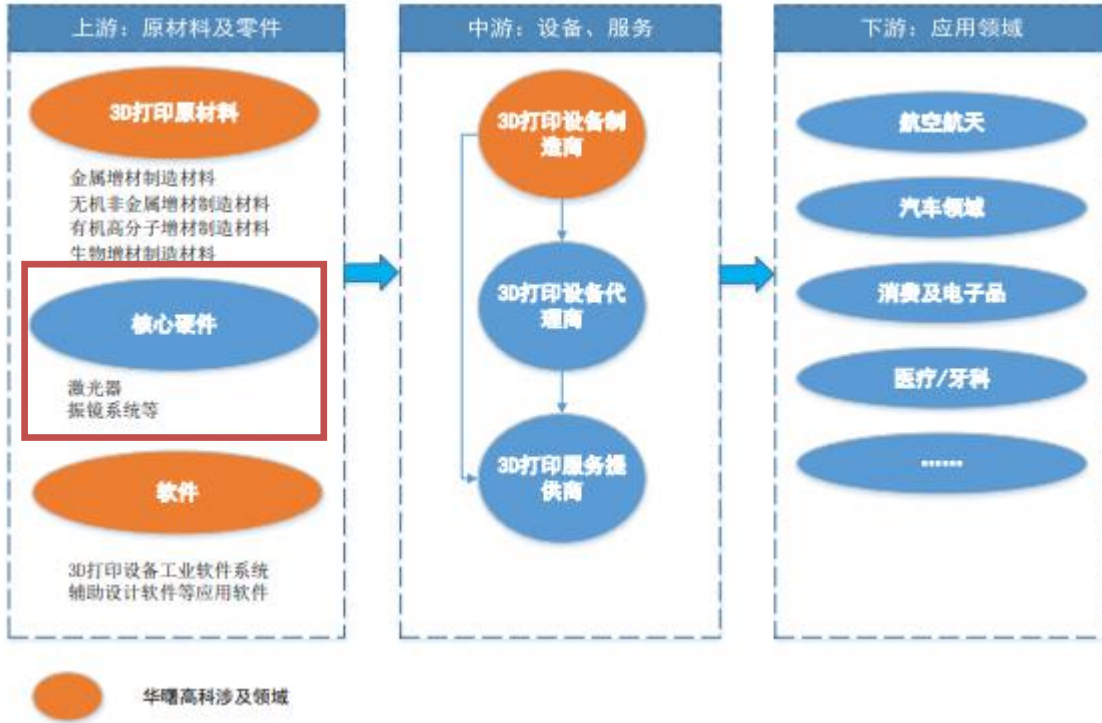 上游：原材料及零件
3D打印原材料
金属增材制造材料
无机非金属增材制造材料
有机高分子增材制造材料
生物增材制造材料
核心硬件
激光器
振镜系统等
软件
3D打印设备工业软件系统
辅助设计软件等应用软件
中游：设备、服务
3D打印设备制
造商
3D打印设备代
理商
3D打印服务提
供商
下游：应用领域
航空航天
汽车领域
消费及电子品
医疗/牙科
……
华曙高科涉及领域